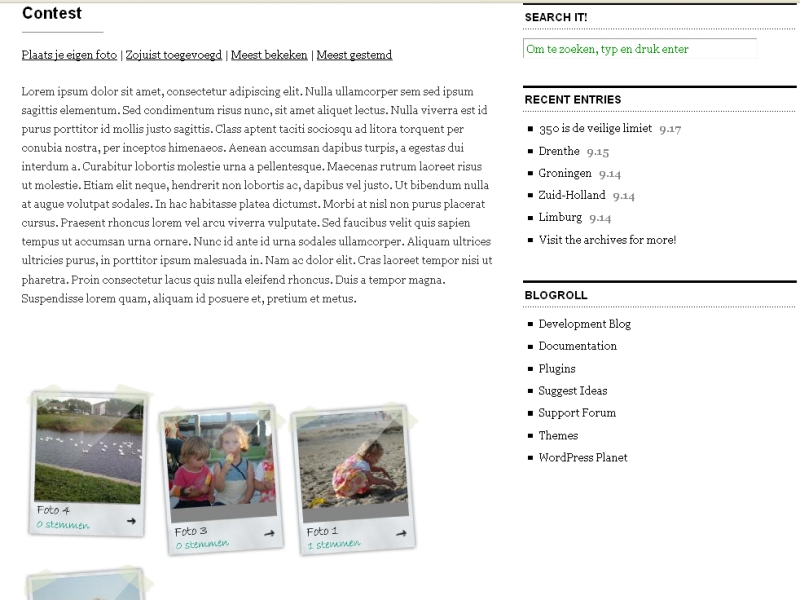 Contest
Plaats je eigen foto | Zojuist toegevoegd | Meest bekeken | Meest gestemd
Lorem ipsum dolor sit amet, consectetur adipiscing elit. Nulla ullamcorper sem sed ipsum
sagittis elementum. Sed condimentum risus nunc, sit amet aliquet lectus. Nulla viverra est id
purus porttitor id mollis justo sagittis. Class aptent taciti sociosqu ad litora torquent per
conubia nostra, per inceptos himenaeos. Aenean accumsan dapibus turpis, a egestas dui
interdum a. Curabitur lobortis molestie urna a pellentesque. Maecenas rutrum laoreet risus
ut molestie. Etiam elit neque, hendrerit non lobortis ac, dapibus vel justo. Ut bibendum nulla
at augue volutpat sodales. In hac habitasse platea dictumst. Morbi at nisl non purus placerat
cursus. Praesent rhoncus lorem vel arcu viverra vulputate. Sed faucibus velit quis sapien
tempus ut accumsan urna ornare. Nunc id ante id urna sodales ullamcorper. Aliquam ultrices
ultricies purus, in porttitor ipsum malesuada in. Nam ac dolor elit. Cras laoreet tempor nisi ut
pharetra. Proin consectetur lacus quis nulla eleifend rhoncus. Duis a tempor magna.
Suspendisse lorem quam, aliquam id posuere et, pretium et metus.
Foto 4
0 stemmen
Foto 3
0 stemmen
Foto 1
1 stemmen
SEARCH IT!
Om te zoeken, typ en druk enter
RECENT ENTRIES
350 is de veilige limiet 9.17
Drenthe 9.15
Groningen 9.14
Zuid-Holland 9.14
Limburg 9.14
Visit the archives for more!
BLOGROLL
Development Blog
Documentation
Plugins
Suggest Ideas
Support Forum
Themes
WordPress Planet